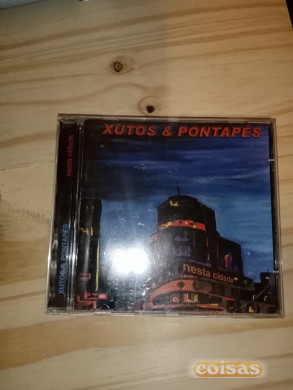 XUTOS & PONTAPÉS
nesta cidade
XUTOS & PONTAPÉS
nesta cidade
coisas